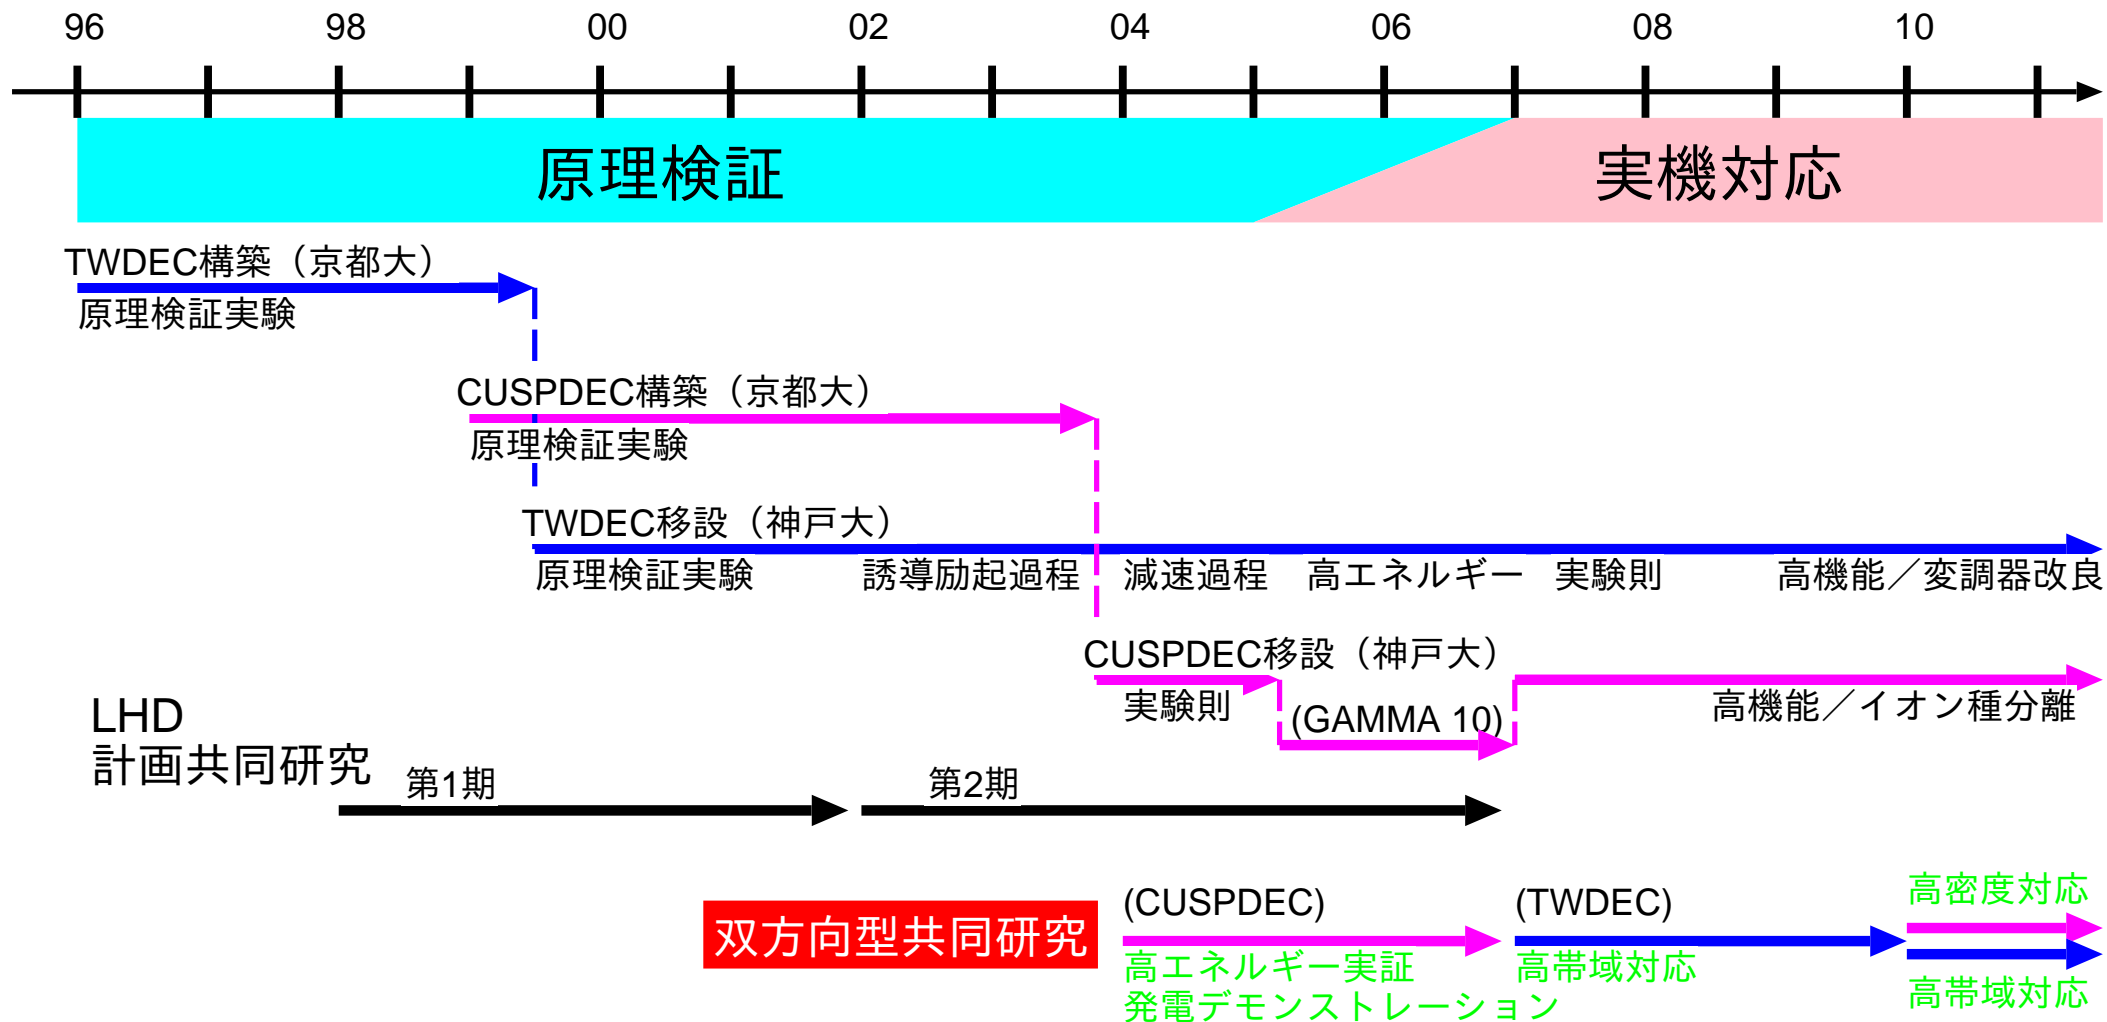 96 98 00 02 04 06 08 10
原理検証 実機対応
TWDEC構築（京都大）
原理検証実験
CUSPDEC構築（京都大）
原理検証実験
TWDEC移設（神戸大）
原理検証実験 誘導励起過程 減速過程 高エネルギー 実験則 高機能／変調器改良
CUSPDEC移設（神戸大）
実験則 (GAMMA 10) 高機能／イオン種分離
LHD
計画共同研究
第1期 第2期
双方向型共同研究
(CUSPDEC) (TWDEC) 高密度対応
高エネルギー実証 高帯域対応 高帯域対応
発電デモンストレーション